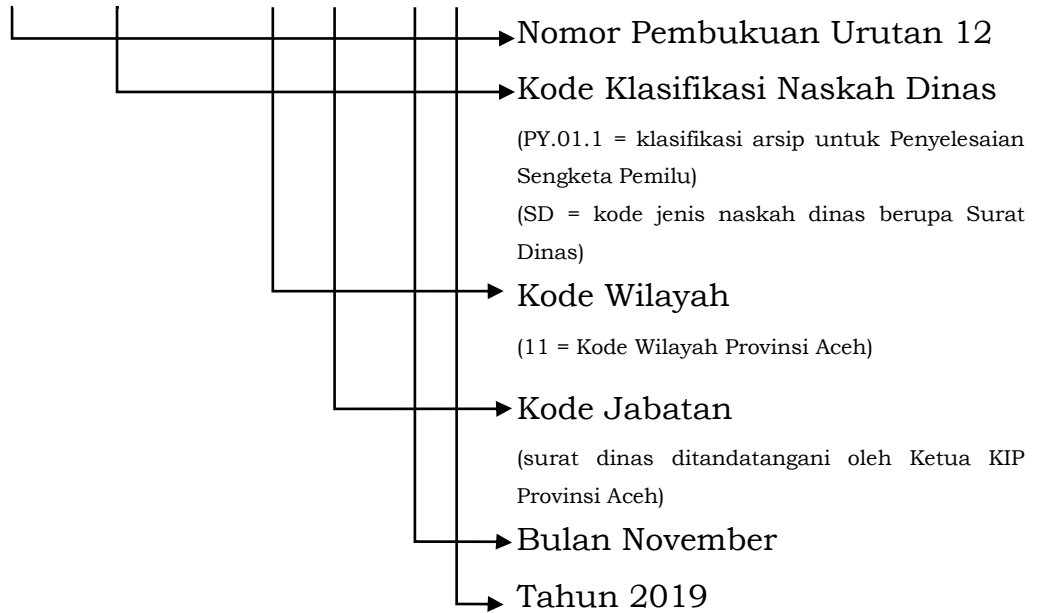 Nomor Pembukuan Urutan 12
Kode Klasifikasi Naskah Dinas
(PY.01.1 = klasifikasi arsip untuk Penyelesaian
Sengketa Pemilu)
(SD = kode jenis naskah dinas berupa Surat
Dinas)
Kode Wilayah
(11 = Kode Wilayah Provinsi Aceh)
Kode Jabatan
(surat dinas ditandatangani oleh Ketua KIP
Provinsi Aceh)
Bulan November
Tahun 2019